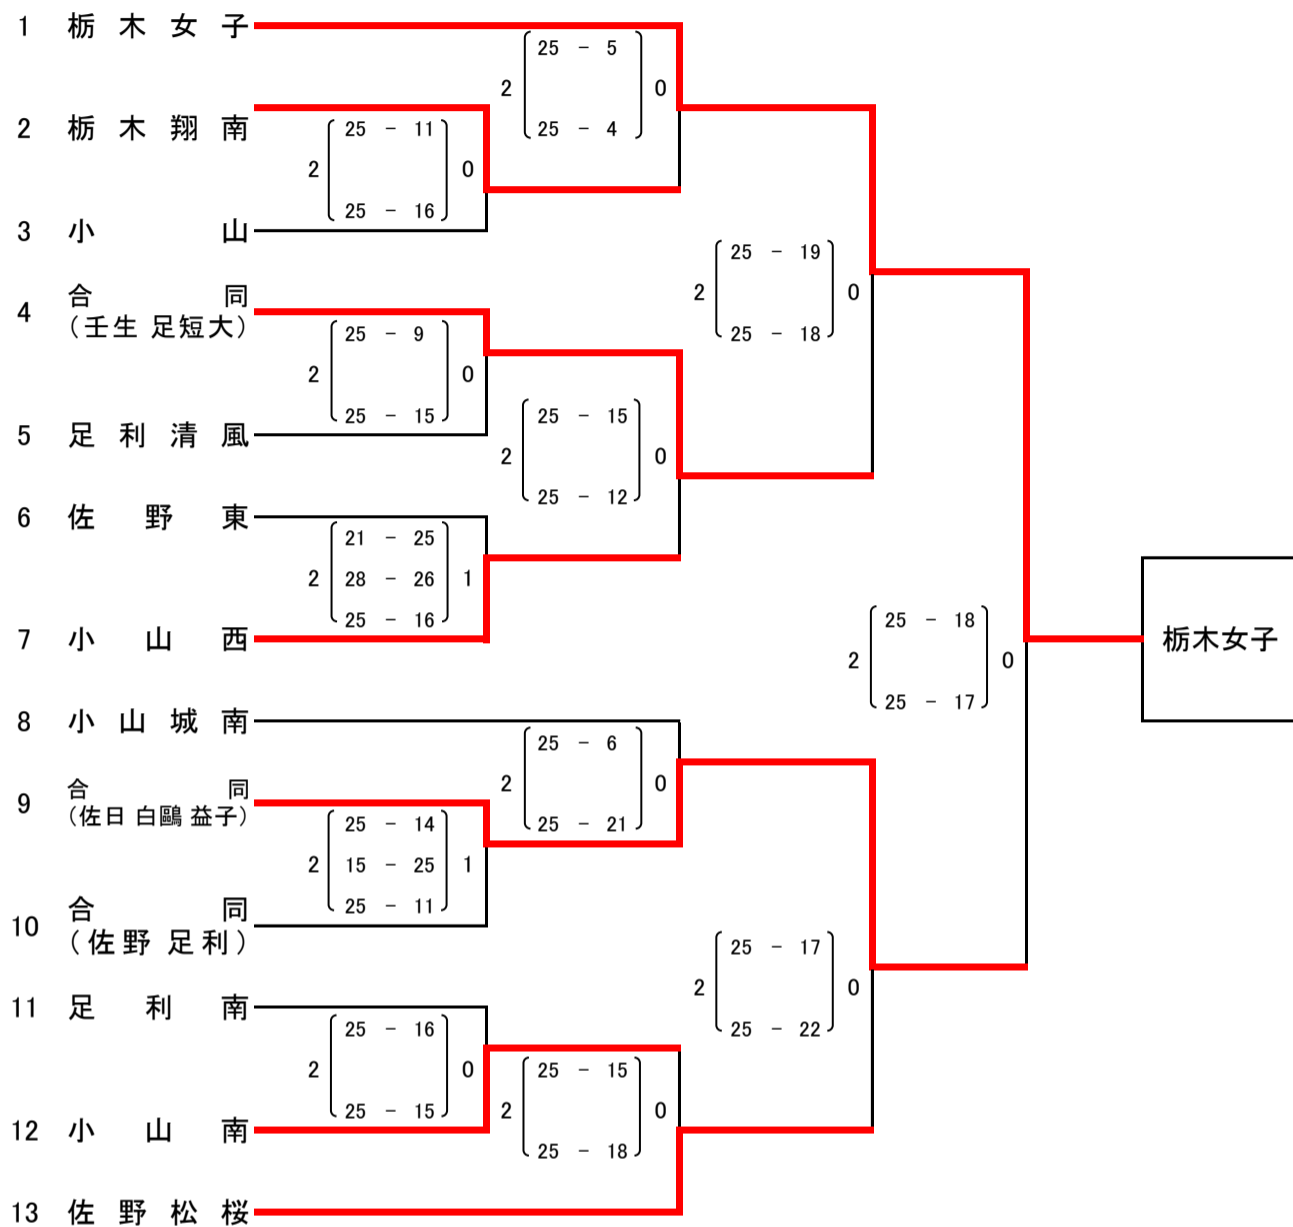 1 栃木女子
25 - 5
2 0
25 - 4
2 栃木翔南
25 - 11
2 0
25 - 16
3 小山
25 - 19
2 0
25 - 18
4 合同
(壬生 足短大)
25 - 9
2 0
25 - 15
5 足利清風
25 - 15
2 0
25 - 12
6 佐野東
21 - 25
2 28 - 26 1
25 - 16
7 小山西
25 - 18
2 0
25 - 17
栃木女子
8 小山城南
25 - 6
2 0
25 - 21
9 合同
(佐日 白鷗 益子)
25 - 14
2 15 - 25 1
25 - 11
10 合同
(佐野 足利)
25 - 17
2 0
25 - 22
11 足利南
25 - 16
2 0
25 - 15
12 小山南
25 - 15
2 0
25 - 18
13 佐野松桜